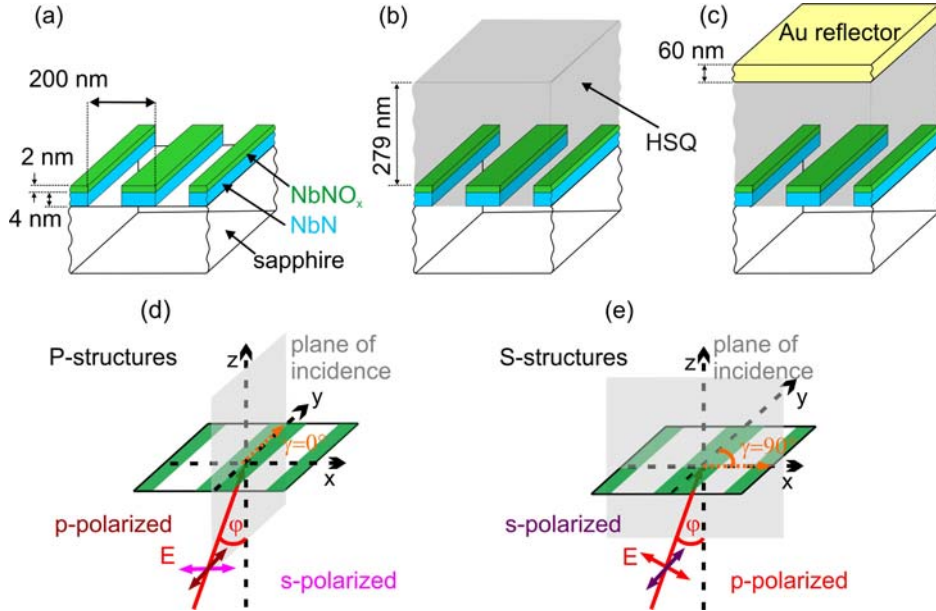 (a)
(b)
(c)
200 nm
2 nm
4 nm
NbNOₓ
NbN
sapphire
279 nm
HSQ
60 nm
Au reflector
(d)
(e)
P-structures
z
plane of
incidence
y
γ=0°
x
p-polarized
φ
E
s-polarized
S-structures
z
plane of
incidence
y
γ=90°
x
s-polarized
φ
E
p-polarized